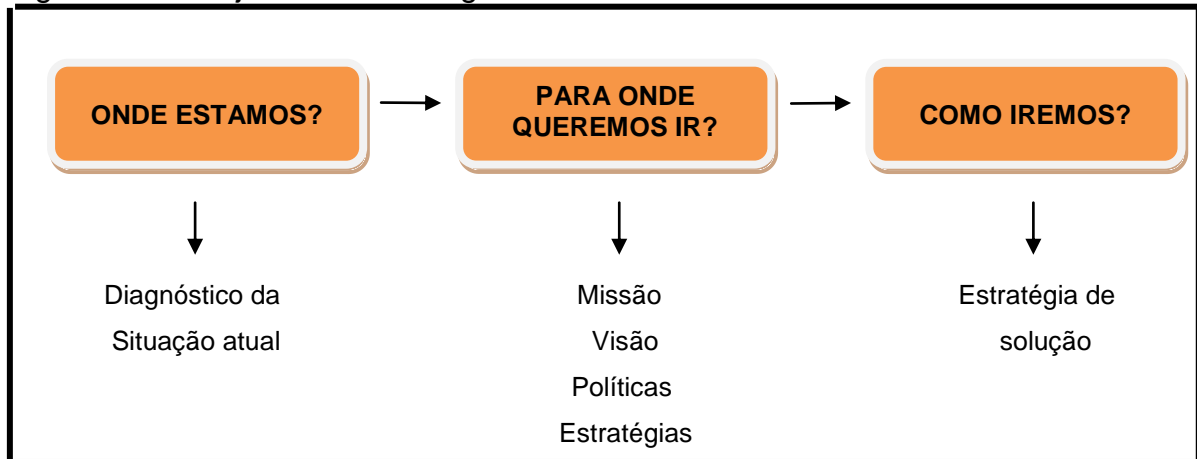 ONDE ESTAMOS?
PARA ONDE
QUEREMOS IR?
COMO IREMOS?
Diagnóstico da
Situação atual
Missão
Visão
Políticas
Estratégias
Estratégia de
solução